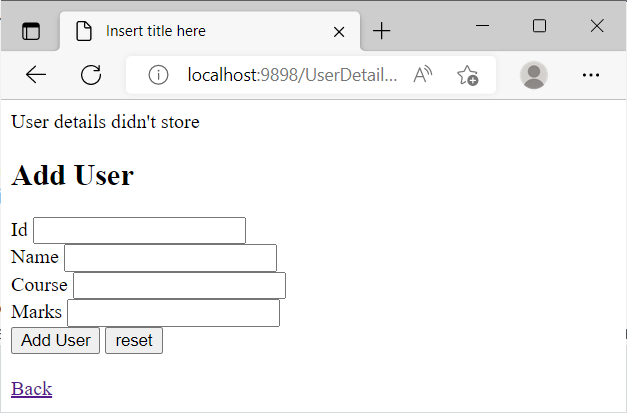 Insert title here
localhost:9898/UserDetail...
User details didn't store
Add User
Id
Name
Course
Marks
Add User reset
Back